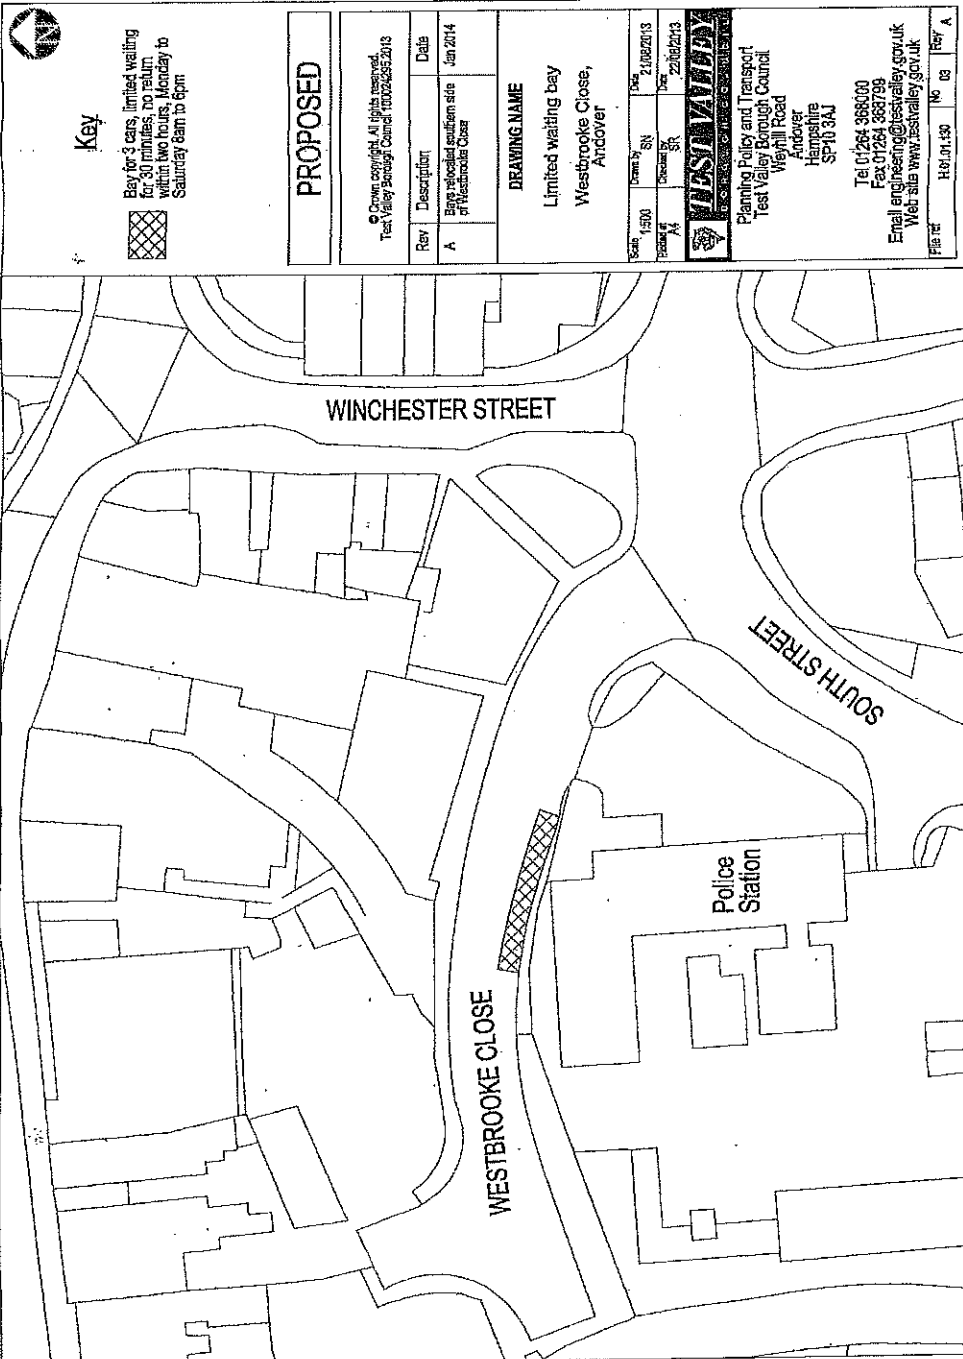 Key
Bay for 3 cars, limited waiting
for 30 minutes, no return
within two hours, Monday to
Saturday 8am to 6pm
PROPOSED
© Crown copyright. All rights reserved.
Test Valley Borough Council 100024295 2013
Rev Description Date
A Bays relocated southern side Jan 2014
of Westbrooke Close
DRAWING NAME
Limited waiting bay
Westbrooke Close,
Andover
Scale 1:500 Drawn by SN Date 21/08/2013
Plotted at A4 Checked by SR Date 22/08/2013
TEST VALLEY
Planning Policy and Transport
Test Valley Borough Council
Weyhill Road
Andover
Hampshire
SP10 3AJ
Tel 01264 368000
Fax 01264 368799
Email engineering@testvalley.gov.uk
Web site www.testvalley.gov.uk
File ref H.01.01.130 No 03 Rev A
WINCHESTER STREET
SOUTH STREET
WESTBROOKE CLOSE
Police
Station